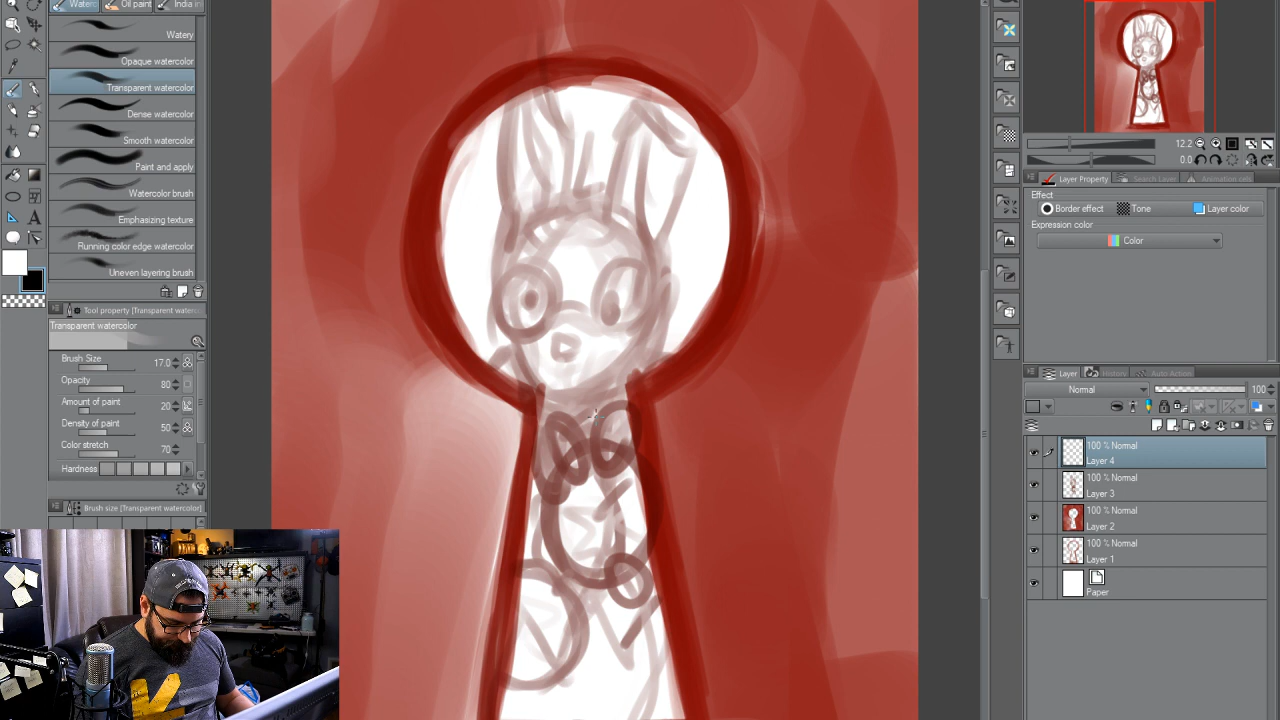 Waterc
Oil paint
India in
Watery
Opaque watercolor
Transparent watercolor
Dense watercolor
Smooth watercolor
Paint and apply
Watercolor brush
Emphasizing texture
Running color edge watercolor
Uneven layering brush
Tool property [Transparent waterc
Transparent watercolor
Brush Size 17.0
Opacity 80
Amount of paint 20
Density of paint 50
Color stretch 70
Hardness
Brush size [Transparent watercolor]
12.2
0.0
Layer Property Search Layer Animation cels
Effect
Border effect Tone Layer color
Expression color
Color
Layer History Auto Action
Normal 100
100 % Normal
Layer 4
100 % Normal
Layer 3
100 % Normal
Layer 2
100 % Normal
Layer 1
Paper